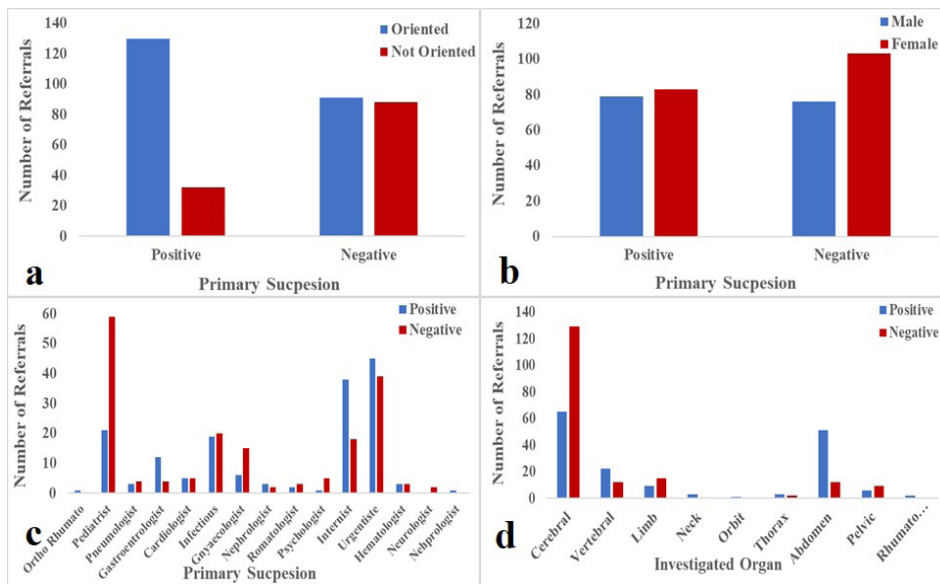 140
120
100
80
60
40
20
0
Number of Referrals
Oriented
Not Oriented
Positive Negative
Primary Sucpesion
a
120
100
80
60
40
20
0
Number of Referrals
Male
Female
Positive Negative
Primary Sucpesion
b
60
50
40
30
20
10
0
Number of Referrals
Positive
Negative
Ortho Rhumato
Pediatrist
Pneumologist
Gastroentrologist
Cardiologist
Infections
Gnyaecologist
Nephrologist
Romatologist
Psychologist
Internist
Urgentiste
Hematologist
Neurologist
Nehprologist
Primary Sucpesion
c
140
120
100
80
60
40
20
0
Number of Referrals
Positive
Negative
Cerebral
Vertebral
Limb
Neck
Orbit
Thorax
Abdomen
Pelvic
Rhumato…
Investigated Organ
d